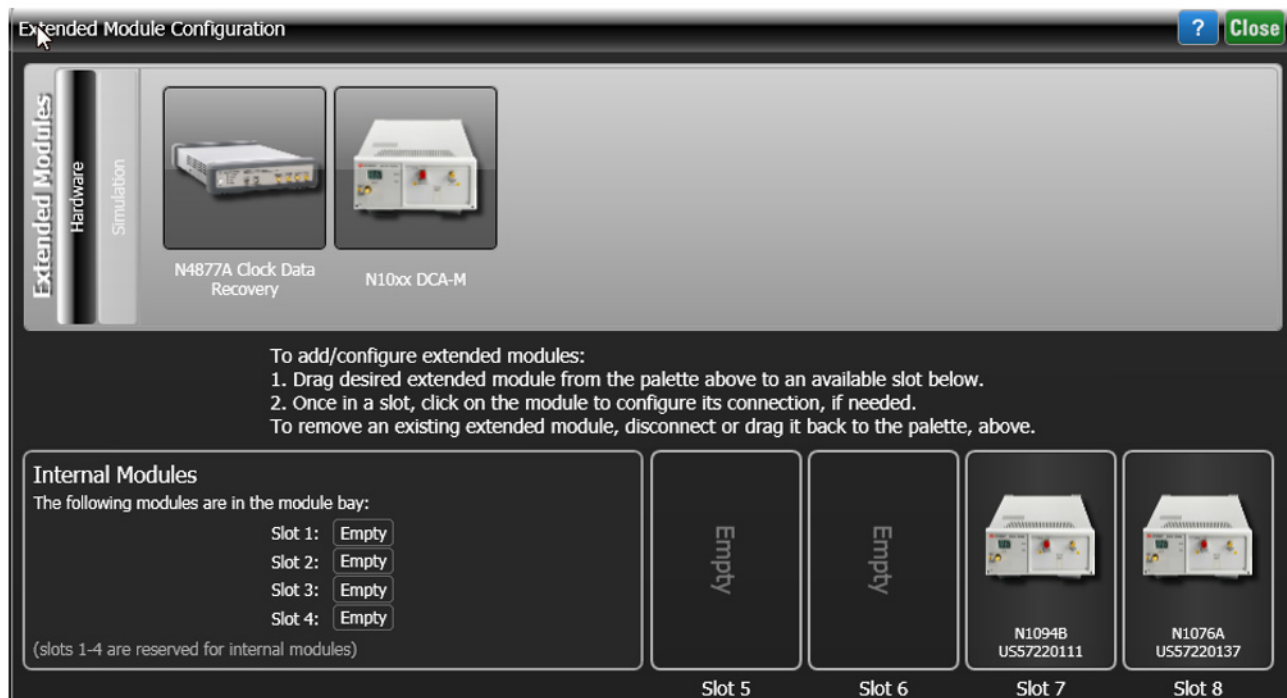 Extended Module Configuration
?
Close
Extended Modules
Hardware
Simulation
N4877A Clock Data
Recovery
N10xx DCA-M
To add/configure extended modules:
1. Drag desired extended module from the palette above to an available slot below.
2. Once in a slot, click on the module to configure its connection, if needed.
To remove an existing extended module, disconnect or drag it back to the palette, above.
Internal Modules
The following modules are in the module bay:
Slot 1: Empty
Slot 2: Empty
Slot 3: Empty
Slot 4: Empty
(slots 1-4 are reserved for internal modules)
Empty
Slot 5
Empty
Slot 6
N1094B
US57220111
Slot 7
N1076A
US57220137
Slot 8